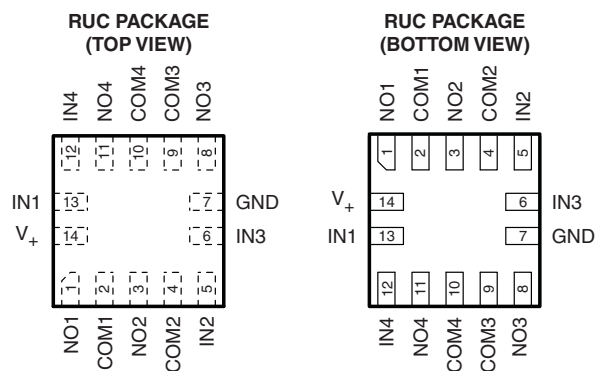 RUC PACKAGE
(TOP VIEW)
IN4
NO4
COM4
COM3
NO3
12
11
10
9
8
IN1
13
7
GND
V+
14
6
IN3
1
2
3
4
5
NO1
COM1
NO2
COM2
IN2
RUC PACKAGE
(BOTTOM VIEW)
NO1
COM1
NO2
COM2
IN2
1
2
3
4
5
V+
14
6
IN3
IN1
13
7
GND
12
11
10
9
8
IN4
NO4
COM4
COM3
NO3